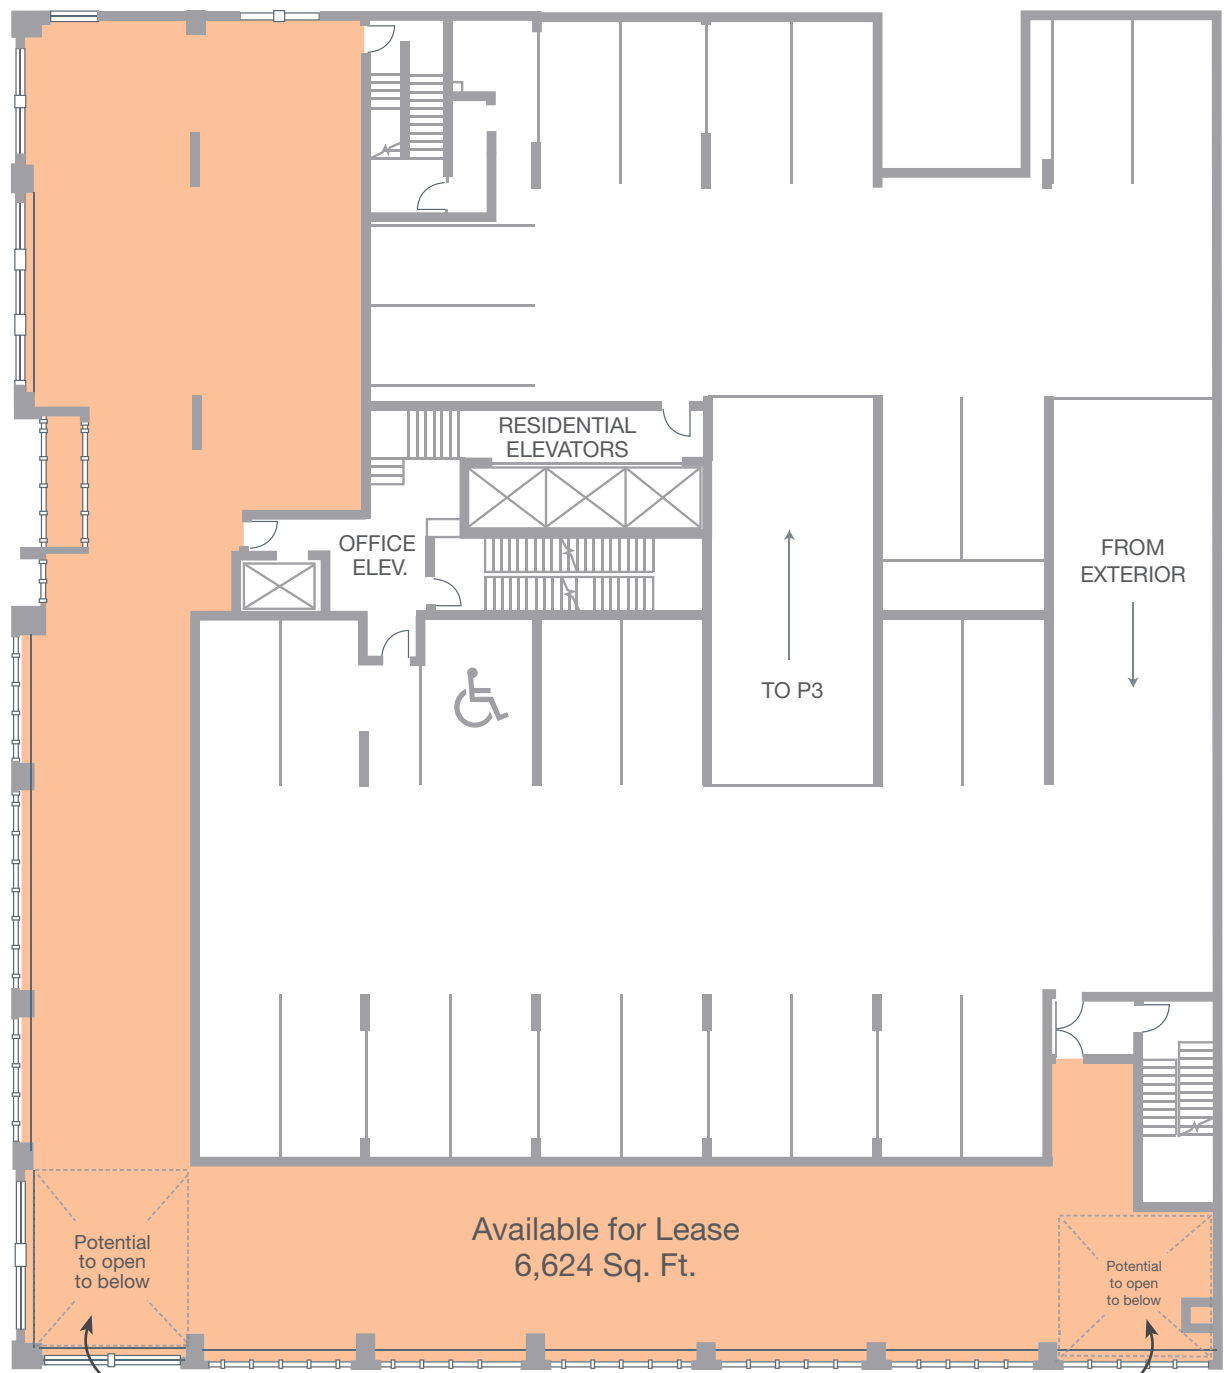 RESIDENTIAL
ELEVATORS
OFFICE
ELEV.
FROM
EXTERIOR
TO P3
Available for Lease
6,624 Sq. Ft.
Potential
to open
to below
Potential
to open
to below